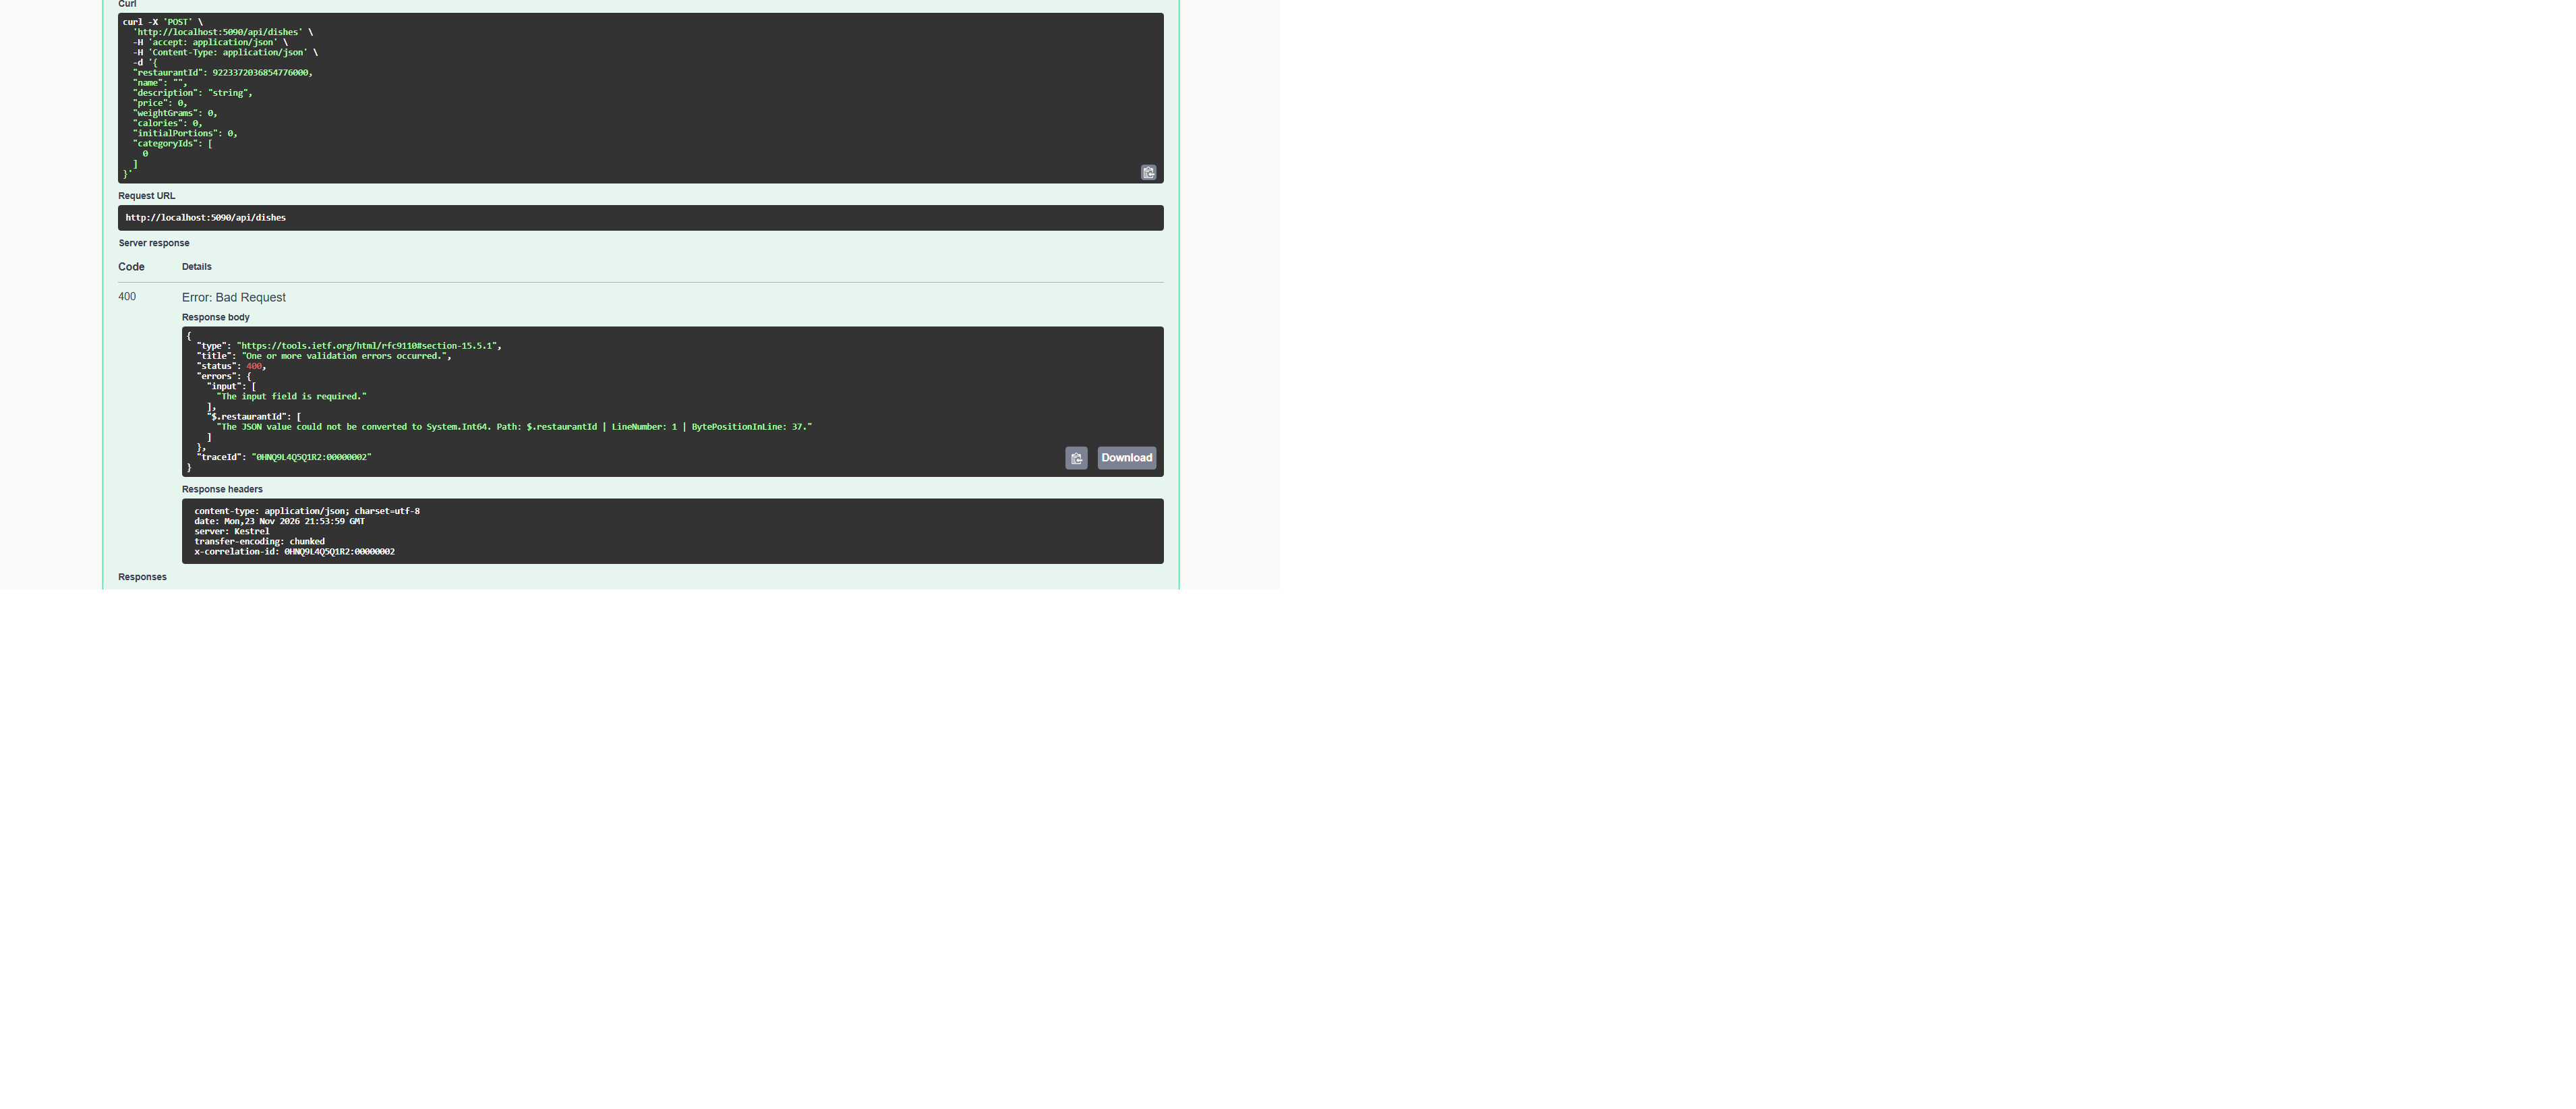 Curl
curl -X 'POST' \
'http://localhost:5090/api/dishes' \
-H 'accept: application/json' \
-H 'Content-Type: application/json' \
-d '{
"restaurantId": 9223372036854776000,
"name": "",
"description": "string",
"price": 0,
"weightGrams": 0,
"calories": 0,
"initialPortions": 0,
"categoryIds": [
0
]
}'
Request URL
http://localhost:5090/api/dishes
Server response
Code Details
400 Error: Bad Request
Response body
{
"type": "https://tools.ietf.org/html/rfc9110#section-15.5.1",
"title": "One or more validation errors occurred.",
"status": 400,
"errors": {
"input": [
"The input field is required."
],
"$.restaurantId": [
"The JSON value could not be converted to System.Int64. Path: $.restaurantId | LineNumber: 1 | BytePositionInLine: 37."
]
},
"traceId": "0HNQ9L4Q5Q1R2:00000002"
}
Download
Response headers
content-type: application/json; charset=utf-8
date: Mon,23 Nov 2026 21:53:59 GMT
server: Kestrel
transfer-encoding: chunked
x-correlation-id: 0HNQ9L4Q5Q1R2:00000002
Responses